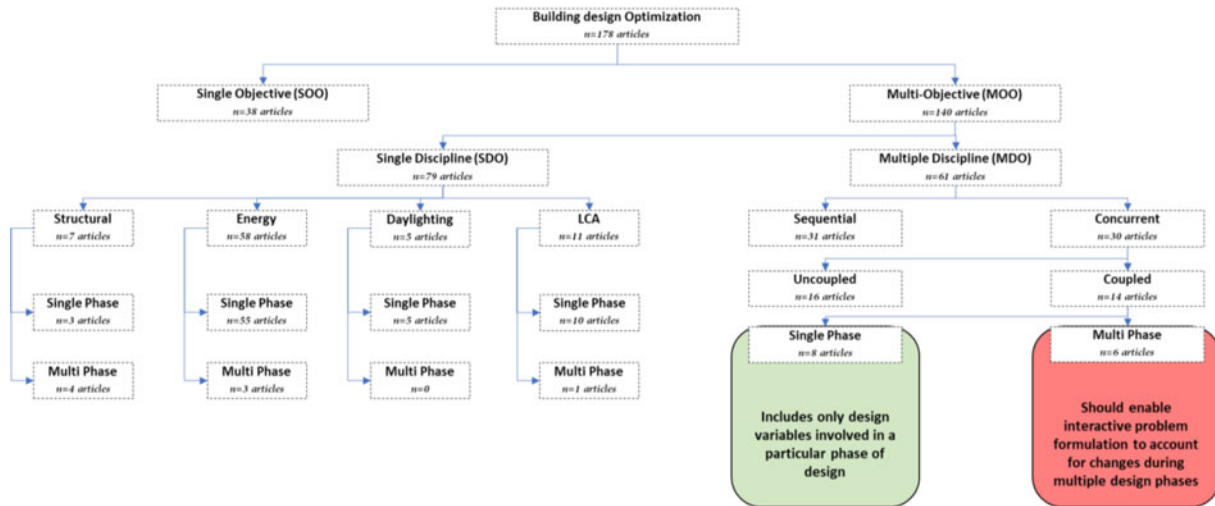 Building design Optimization
n=178 articles
Single Objective (SOO)
n=38 articles
Multi-Objective (MOO)
n=140 articles
Single Discipline (SDO)
n=79 articles
Multiple Discipline (MDO)
n=61 articles
Structural
n=7 articles
Energy
n=58 articles
Daylighting
n=5 articles
LCA
n=11 articles
Sequential
n=31 articles
Concurrent
n=30 articles
Uncoupled
n=16 articles
Coupled
n=14 articles
Single Phase
n=3 articles
Single Phase
n=55 articles
Single Phase
n=5 articles
Single Phase
n=10 articles
Single Phase
n=8 articles
Multi Phase
n=6 articles
Multi Phase
n=4 articles
Multi Phase
n=3 articles
Multi Phase
n=0
Multi Phase
n=1 articles
Includes only design
variables involved in a
particular phase of
design
Should enable
interactive problem
formulation to account
for changes during
multiple design phases